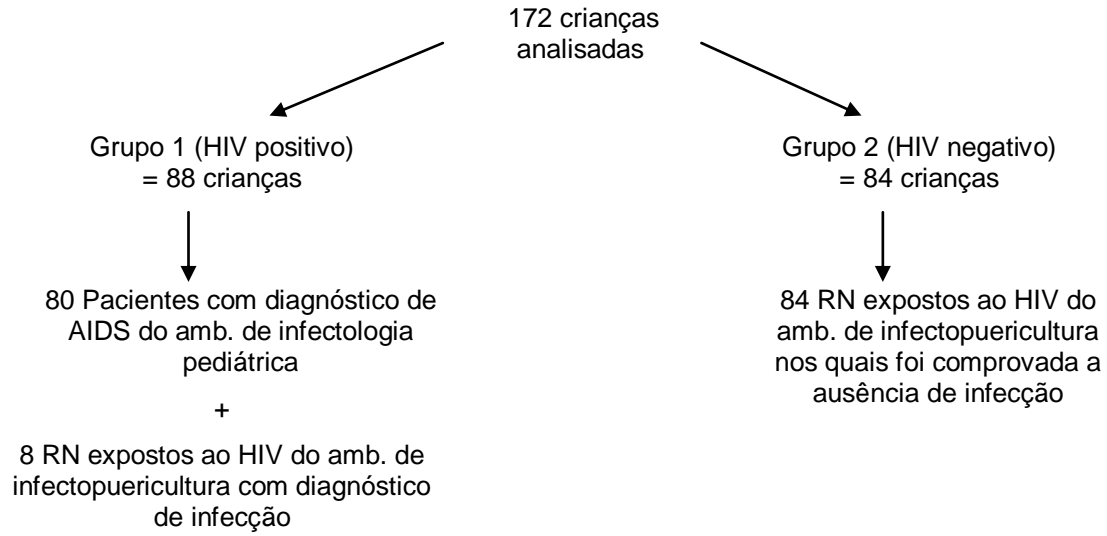 172 crianças
analisadas
Grupo 1 (HIV positivo)
= 88 crianças
80 Pacientes com diagnóstico de
AIDS do amb. de infectologia
pediátrica
+
8 RN expostos ao HIV do amb. de
infectopuericultura com diagnóstico
de infecção
Grupo 2 (HIV negativo)
= 84 crianças
84 RN expostos ao HIV do
amb. de infectopuericultura
nos quais foi comprovada a
ausência de infecção